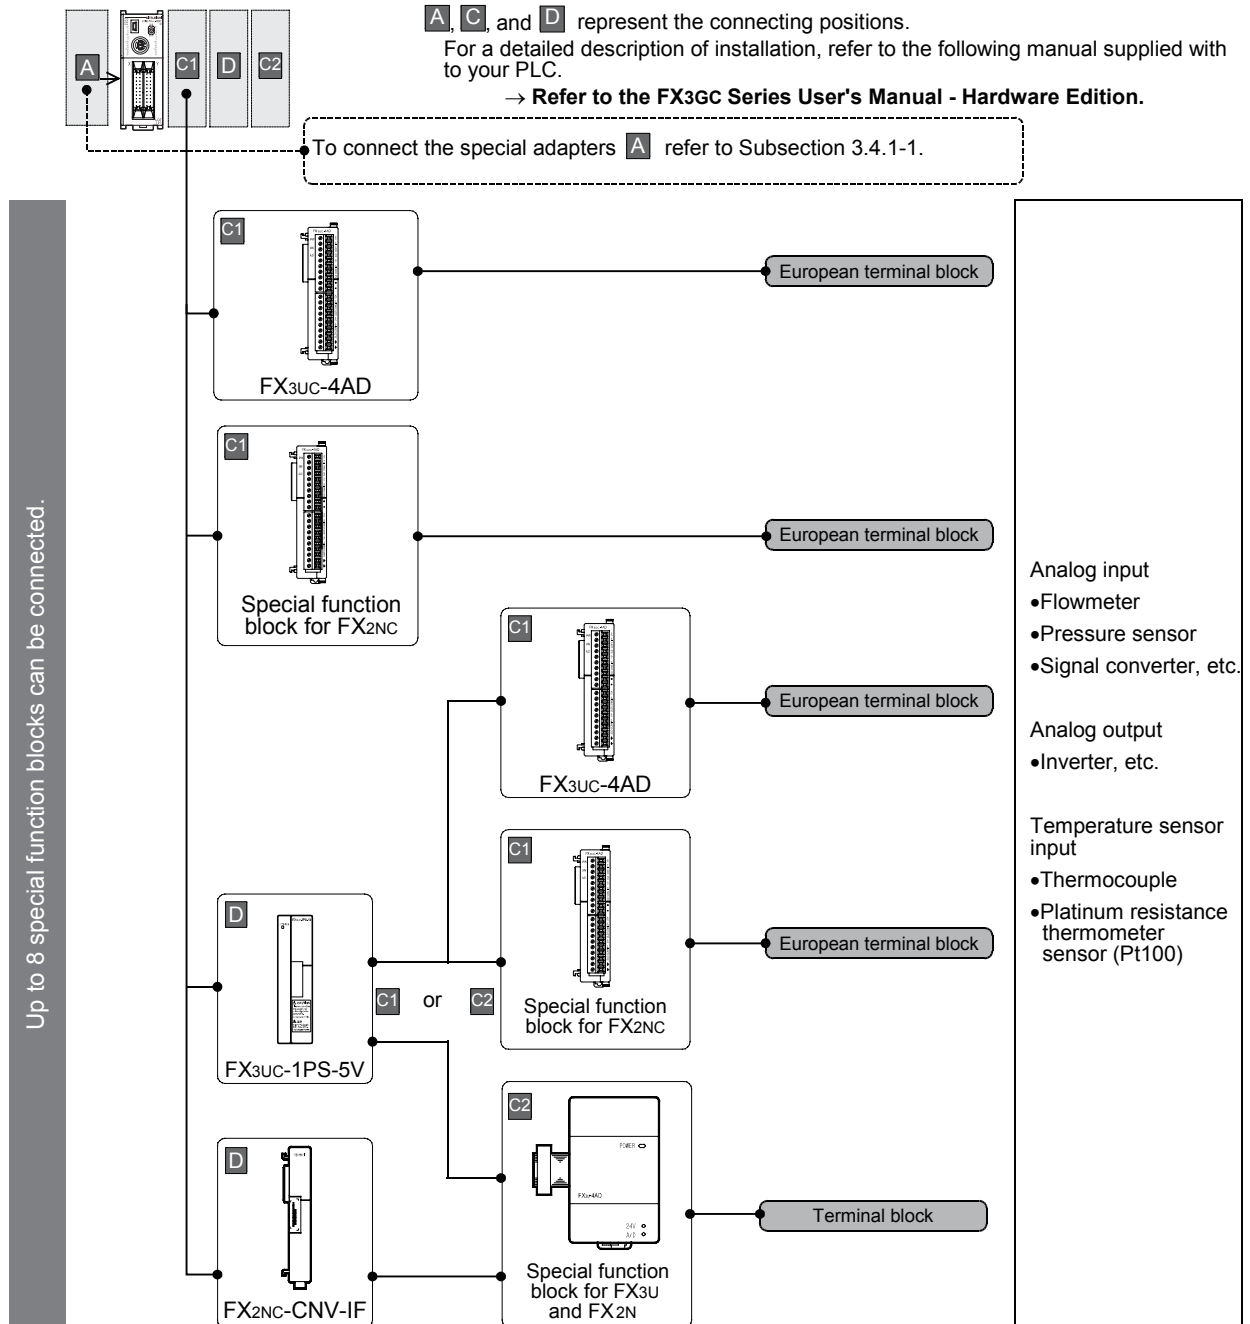 A, C, and D represent the connecting positions.
For a detailed description of installation, refer to the following manual supplied with
to your PLC.
→ Refer to the FX3GC Series User's Manual - Hardware Edition.
A C1 D C2
To connect the special adapters A refer to Subsection 3.4.1-1.
Up to 8 special function blocks can be connected.
C1
FX3UC-4AD
European terminal block
C1
Special function
block for FX2NC
European terminal block
C1
FX3UC-4AD
European terminal block
C1
Special function
block for FX2NC
European terminal block
D
FX3UC-1PS-5V
C1 or C2
C2
POWER
FX3U-4AD
24V
A/D
Special function
block for FX3U
and FX2N
Terminal block
D
FX2NC-CNV-IF
Analog input
•Flowmeter
•Pressure sensor
•Signal converter, etc.
Analog output
•Inverter, etc.
Temperature sensor
input
•Thermocouple
•Platinum resistance
thermometer
sensor (Pt100)